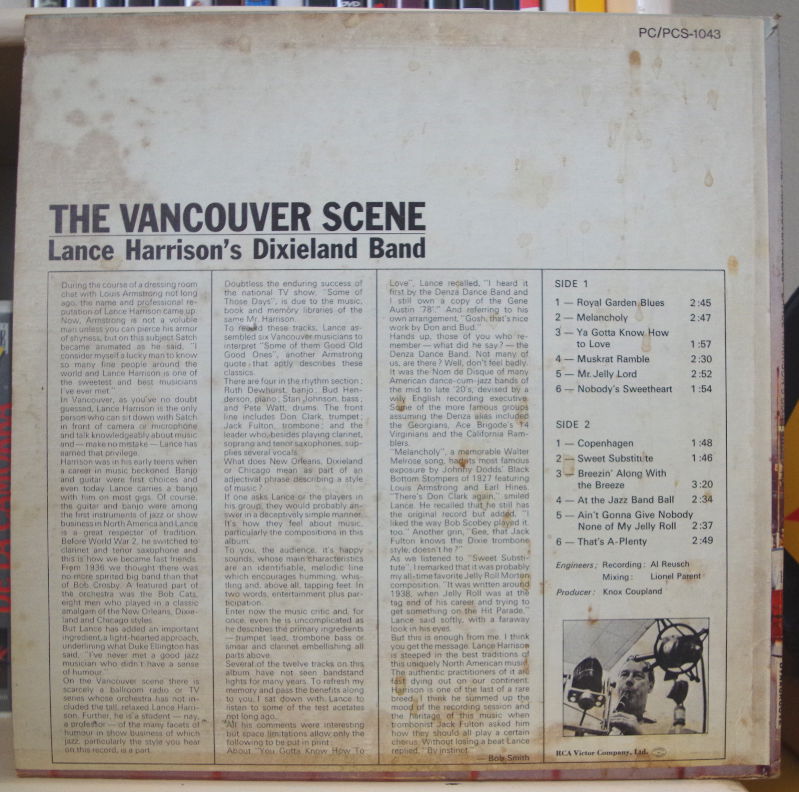 PC/PCS-1043
THE VANCOUVER SCENE
Lance Harrison's Dixieland Band
During the course of a dressing room
chat with Louis Armstrong not long
ago, the name and professional re-
putation of Lance Harrison came up.
Now, Armstrong is not a voluble
man unless you can pierce his armor
of shyness, but on this subject Satch
became animated as he said, "I
consider myself a lucky man to know
so many fine people around the
world and Lance Harrison is one of
the sweetest and best musicians
I've ever met."
In Vancouver, as you've no doubt
guessed, Lance Harrison is the only
person who can sit down with Satch
in front of camera or microphone
and talk knowledgeably about music
and — make no mistake — Lance has
earned that privilege.
Harrison was in his early teens when
a career in music beckoned. Banjo
and guitar were first choices and
even today Lance carries a banjo
with him on most gigs. Of course,
the guitar and banjo were among
the first instruments of jazz or show
business in North America and Lance
is a great respector of tradition.
Before World War 2, he switched to
clarinet and tenor saxophone and
this is how we became fast friends.
From 1936 we thought there was
no more spirited big band than that
of Bob Crosby. A featured part of
the orchestra was the Bob Cats,
eight men who played in a classic
amalgam of the New Orleans, Dixie-
land and Chicago styles.
But Lance has added an important
ingredient, a light-hearted approach,
underlining what Duke Ellington has
said, "I've never met a good jazz
musician who didn't have a sense
of humour."
On the Vancouver scene there is
scarcely a ballroom radio or TV
series whose orchestra has not in-
cluded the tall, relaxed Lance Harri-
son. Further, he is a student — nay,
a professor — of the many facets of
humour in show business of which
jazz, particularly the style you hear
on this record, is a part.
Doubtless the enduring success of
the national TV show, "Some of
Those Days", is due to the music,
book and memory libraries of the
same Mr. Harrison.
To round these tracks, Lance as-
sembled six Vancouver musicians to
interpret "Some of them Good Old
Good Ones", another Armstrong
quote that aptly describes these
classics.
There are four in the rhythm section;
Ruth Dewhurst, banjo; Bud Hen-
derson, piano; Stan Johnson, bass;
and Pete Watt, drums. The front
line includes Don Clark, trumpet;
Jack Fulton, trombone; and the
leader who, besides playing clarinet,
soprano and tenor saxophones, sup-
plies several vocals.
What does New Orleans, Dixieland
or Chicago mean as part of an
adjectival phrase describing a style
of music?
If one asks Lance or the players in
his group, they would probably an-
swer in a deceptively simple manner.
It's how they feel about music,
particularly the compositions in this
album.
To you, the audience, it's happy
sounds, whose main characteristics
are an identifiable, melodic line
which encourages humming, whis-
tling and, above all, tapping feet. In
two words, entertainment plus par-
ticipation.
Enter now the music critic and, for
once, even he is uncomplicated as
he describes the primary ingredients
— trumpet lead, trombone bass or
smear and clarinet embellishing all
parts above.
Several of the twelve tracks on this
album have not seen bandstand
lights for many years. To refresh my
memory and pass the benefits along
to you, I sat down with Lance to
listen to some of the test acetates
not long ago.
All his comments were interesting
but space limitations allow only the
following to be put in print:
About "You Gotta Know How To
Love", Lance recalled, "I heard it
first by the Denza Dance Band and
I still own a copy of the Gene
Austin '78'." And referring to his
own arrangement, "Gosh, that's nice
work by Don and Bud."
Hands up, those of you who re-
member — what do he say? — the
Denza Dance Band. Not many of
us, are there? Well, don't feel badly.
It was the Nom de Disque of many
American dance-cum-jazz bands of
the mid to late '20's, devised by a
wily English recording executive.
Some of the more famous groups
assuming the Denza alias included
the Georgians, Ace Brigode's 14
Virginians and the California Ram-
blers.
"Melancholy", a memorable Walter
Melrose song, had its most famous
exposure by Johnny Dodds' Black
Bottom Stompers of 1927 featuring
Louis Armstrong and Earl Hines.
"There's Don Clark again," smiled
Lance. He recalled that he still has
the original record but added, "I
liked the way Bob Scobey played it,
too." Another grin, "Gee, that Jack
Fulton knows the Dixie trombone
style, doesn't he?"
As we listened to "Sweet Substi-
tute", I remarked that it was probably
my all-time favorite Jelly Roll Morton
composition. "It was written around
1938, when Jelly Roll was at the
tag end of his career and trying to
get something on the Hit Parade,"
Lance said softly, with a faraway
look in his eyes.
But this is enough from me. I think
you get the message. Lance Harrison
is steeped in the best traditions of
this uniquely North American music.
The authentic practitioners of it are
fast dying out on our continent.
Harrison is one of the last of a rare
breed. I think he summed up the
mood of the recording session and
the heritage of this music when
trombonist Jack Fulton asked him
how they should all play a certain
chorus. Without losing a beat Lance
replied, "By instinct."
— Bob Smith
SIDE 1
1 — Royal Garden Blues 2:45
2 — Melancholy 2:47
3 — Ya Gotta Know How
to Love 1:57
4 — Muskrat Ramble 2:30
5 — Mr. Jelly Lord 2:52
6 — Nobody's Sweetheart 1:54
SIDE 2
1 — Copenhagen 1:48
2 — Sweet Substitute 1:46
3 — Breezin' Along With
the Breeze 3:20
4 — At the Jazz Band Ball 2:34
5 — Ain't Gonna Give Nobody
None of My Jelly Roll 2:37
6 — That's A-Plenty 2:49
Engineers; Recording: Al Reusch
Mixing: Lionel Parent
Producer: Knox Coupland
RCA Victor Company, Ltd.